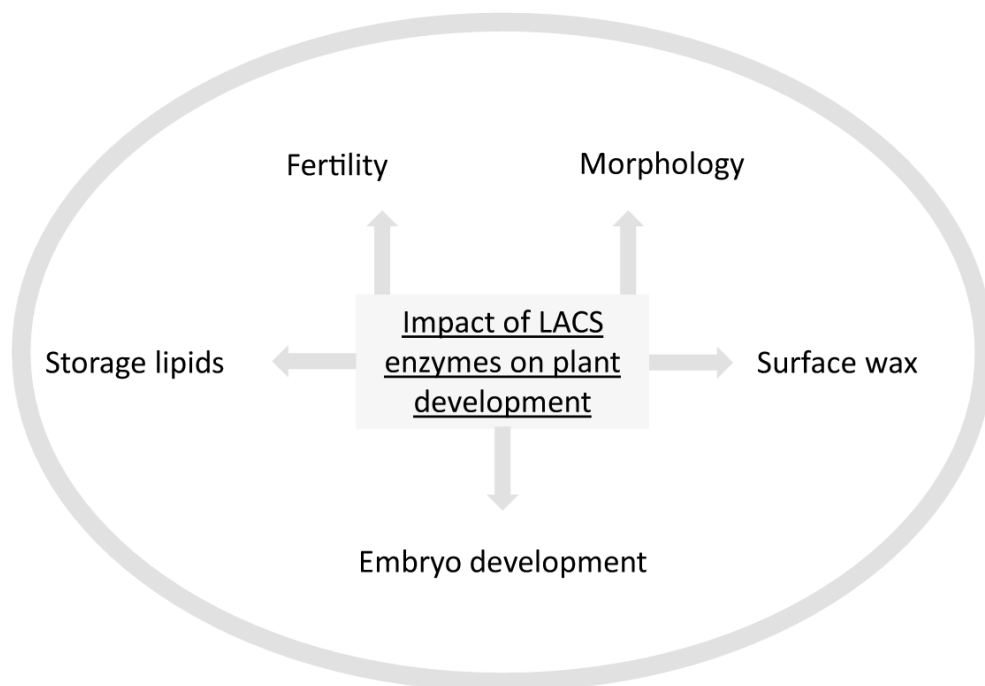 Fertility
Morphology
Impact of LACS
enzymes on plant
development
Storage lipids
Surface wax
Embryo development